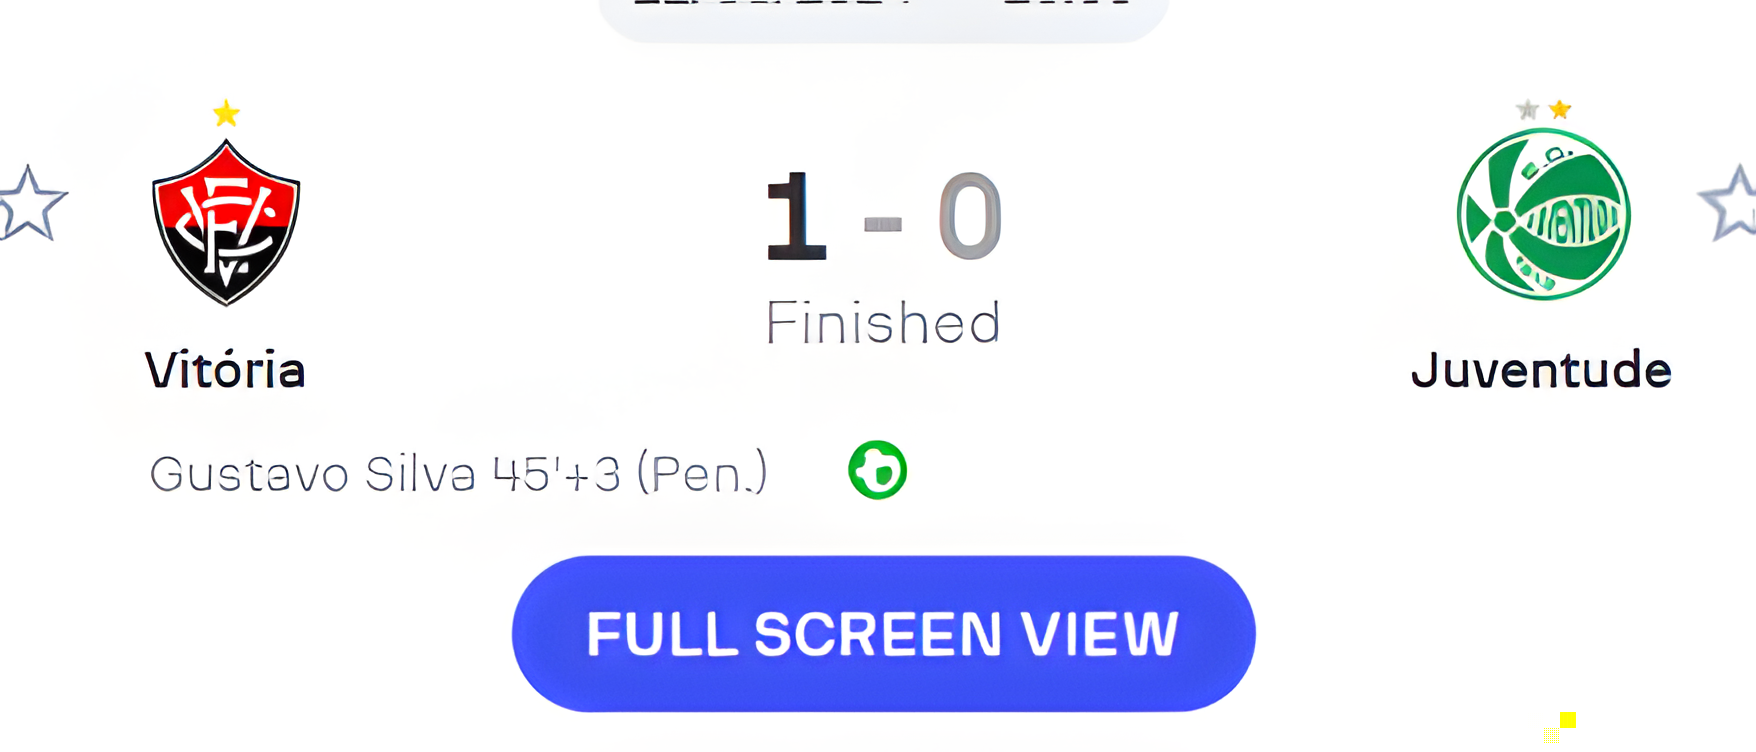 1 - 0
Finished
Vitória
Juventude
Gustavo Silva 45'+3 (Pen.)
FULL SCREEN VIEW